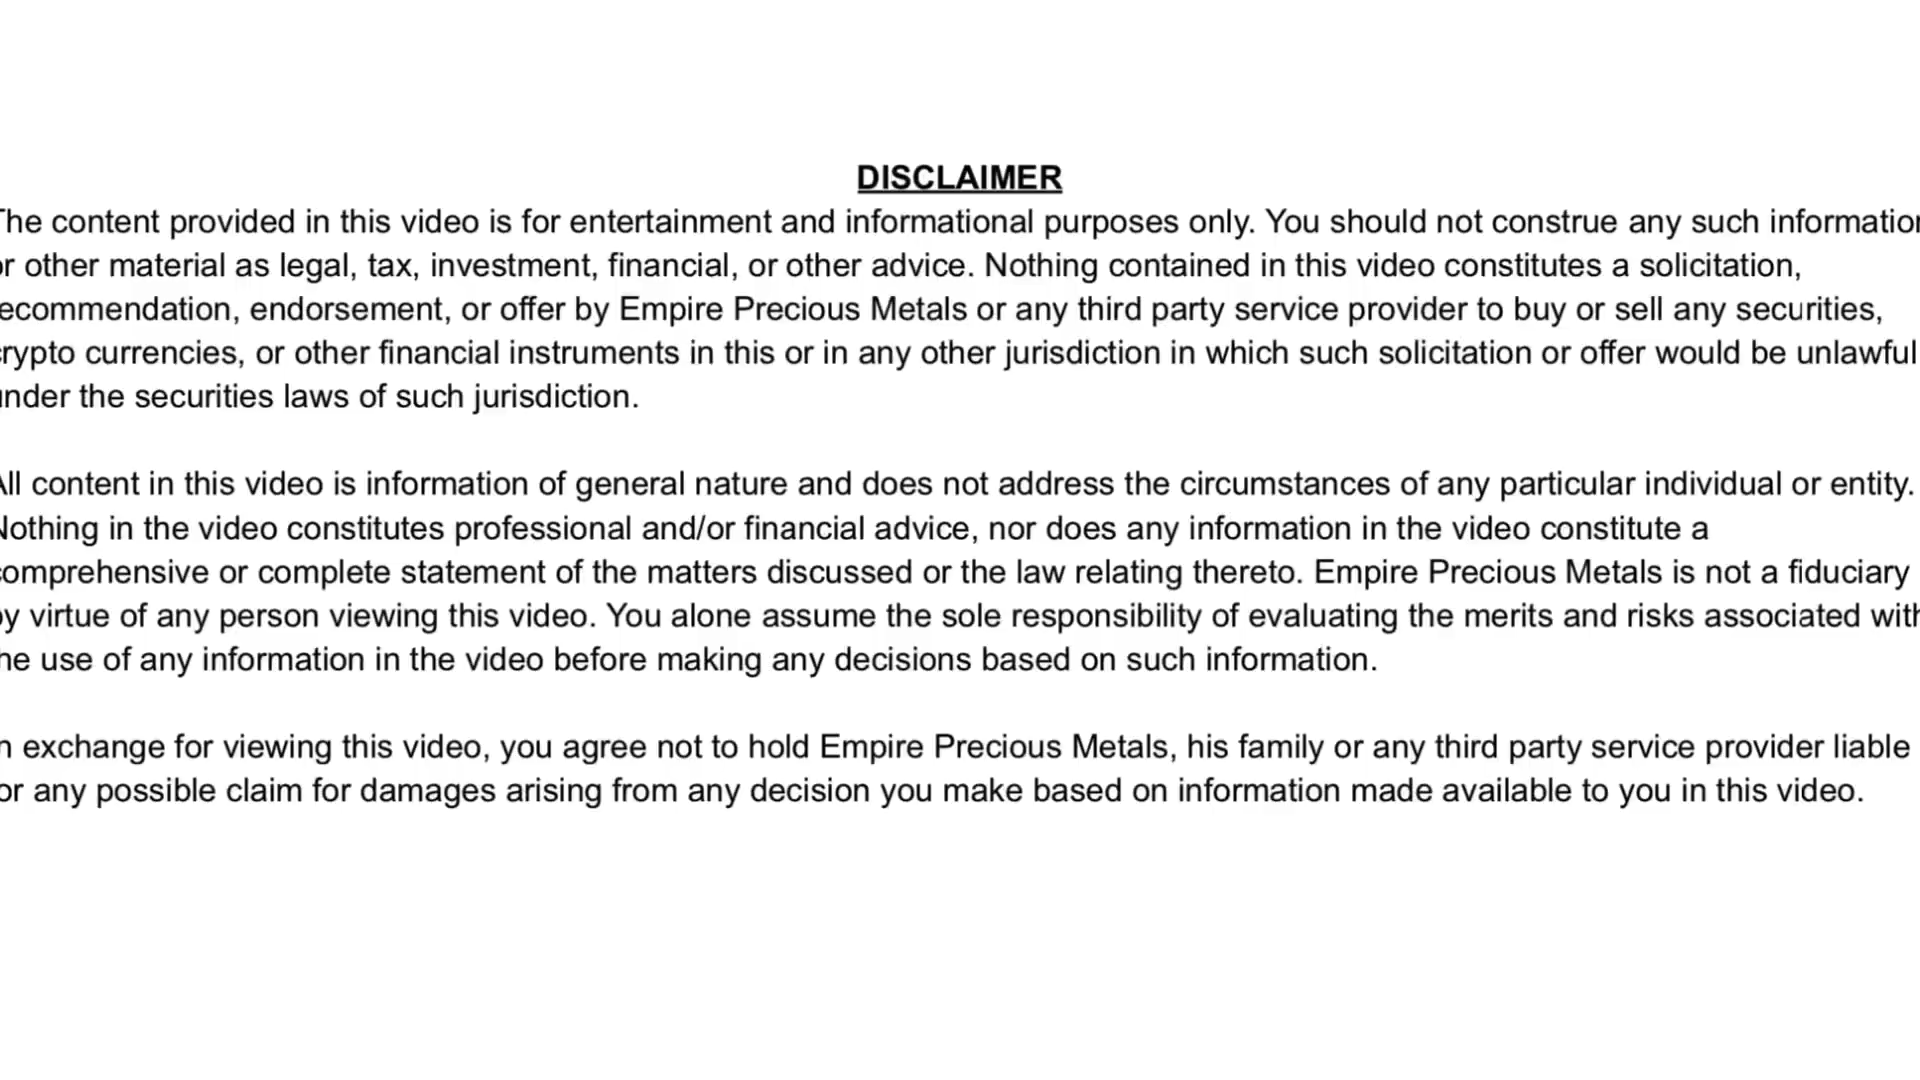 DISCLAIMER
The content provided in this video is for entertainment and informational purposes only. You should not construe any such information
or other material as legal, tax, investment, financial, or other advice. Nothing contained in this video constitutes a solicitation,
recommendation, endorsement, or offer by Empire Precious Metals or any third party service provider to buy or sell any securities,
crypto currencies, or other financial instruments in this or in any other jurisdiction in which such solicitation or offer would be unlawful
under the securities laws of such jurisdiction.
All content in this video is information of general nature and does not address the circumstances of any particular individual or entity.
Nothing in the video constitutes professional and/or financial advice, nor does any information in the video constitute a
comprehensive or complete statement of the matters discussed or the law relating thereto. Empire Precious Metals is not a fiduciary
by virtue of any person viewing this video. You alone assume the sole responsibility of evaluating the merits and risks associated with
the use of any information in the video before making any decisions based on such information.
In exchange for viewing this video, you agree not to hold Empire Precious Metals, his family or any third party service provider liable
for any possible claim for damages arising from any decision you make based on information made available to you in this video.